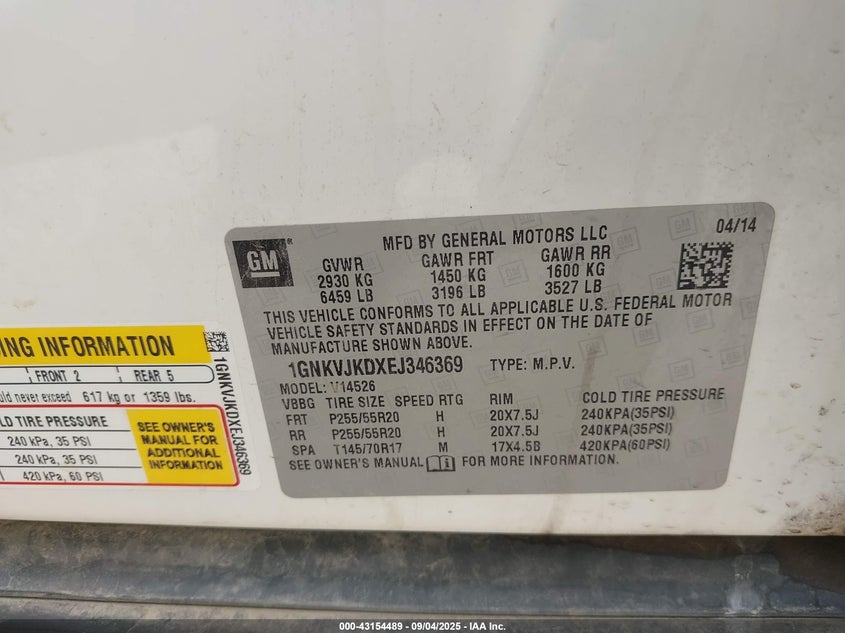 GM
MFD BY GENERAL MOTORS LLC
04/14
GVWR GAWR FRT GAWR RR
2930 KG 1450 KG 1600 KG
6459 LB 3196 LB 3527 LB
THIS VEHICLE CONFORMS TO ALL APPLICABLE U.S. FEDERAL MOTOR
VEHICLE SAFETY STANDARDS IN EFFECT ON THE DATE OF
MANUFACTURE SHOWN ABOVE.
1GNKVJKDXEJ346369 TYPE: M.P.V.
MODEL: V14526
VBBG TIRE SIZE SPEED RTG RIM COLD TIRE PRESSURE
FRT P255/55R20 H 20X7.5J 240KPA(35PSI)
RR P255/55R20 H 20X7.5J 240KPA(35PSI)
SPA T145/70R17 M 17X4.5B 420KPA(60PSI)
SEE OWNER'S MANUAL FOR MORE INFORMATION.
INFORMATION
FRONT 2 REAR 5
never exceed 617 kg or 1359 lbs.
TIRE PRESSURE
240 kPa, 35 PSI
240 kPa, 35 PSI
420 kPa, 60 PSI
SEE OWNER'S
MANUAL FOR
ADDITIONAL
INFORMATION
1GNKVJKDXEJ346369
000-43154489 - 09/04/2025 - IAA Inc.